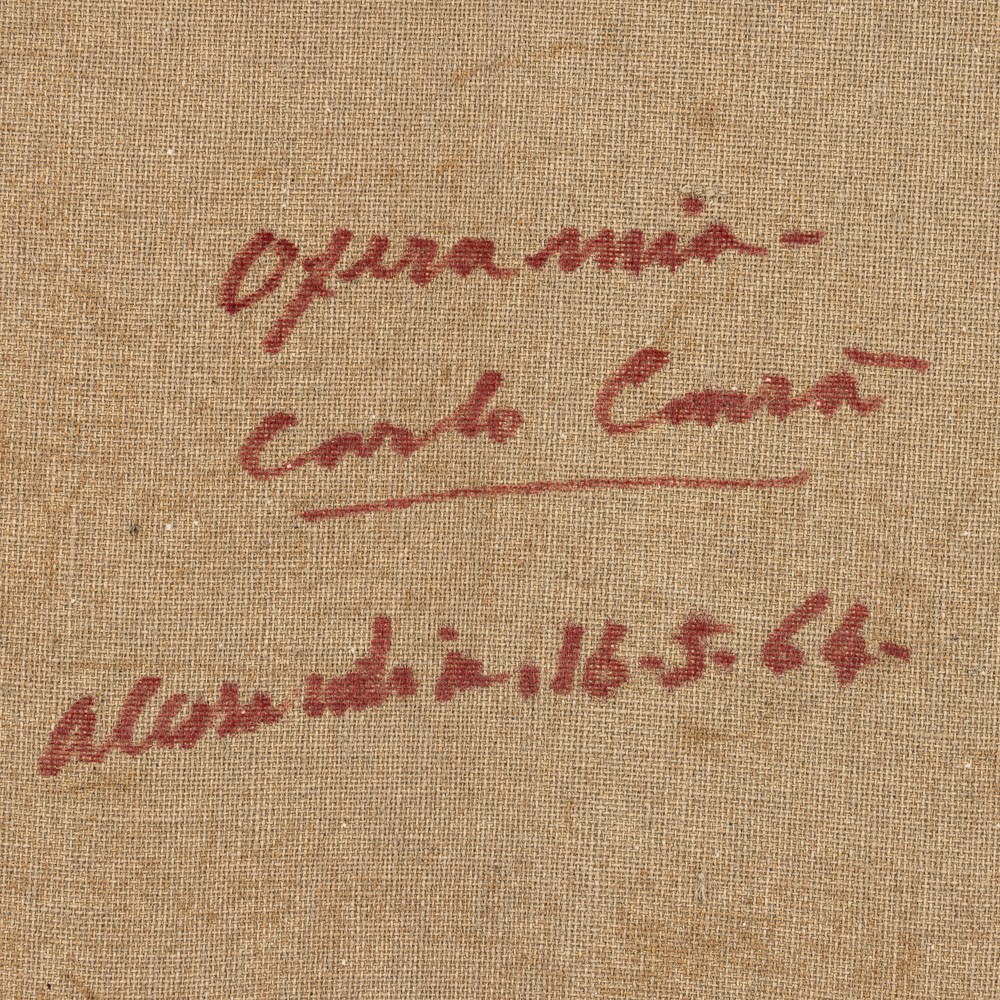 Opera mia -
Carlo Carrà
Alessandria, 16-5-64-